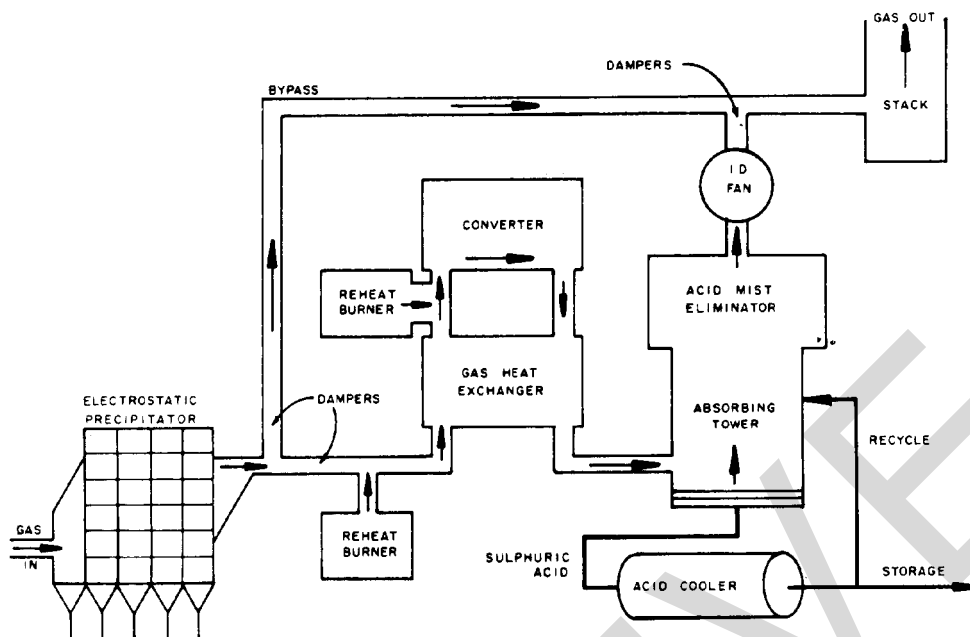 GAS OUT
DAMPERS
BYPASS
STACK
I D
FAN
CONVERTER
REHEAT
BURNER
ACID MIST
ELIMINATOR
GAS HEAT
EXCHANGER
ELECTROSTATIC
PRECIPITATOR
DAMPERS
ABSORBING
TOWER
RECYCLE
GAS
IN
REHEAT
BURNER
SULPHURIC
ACID
ACID COOLER
STORAGE